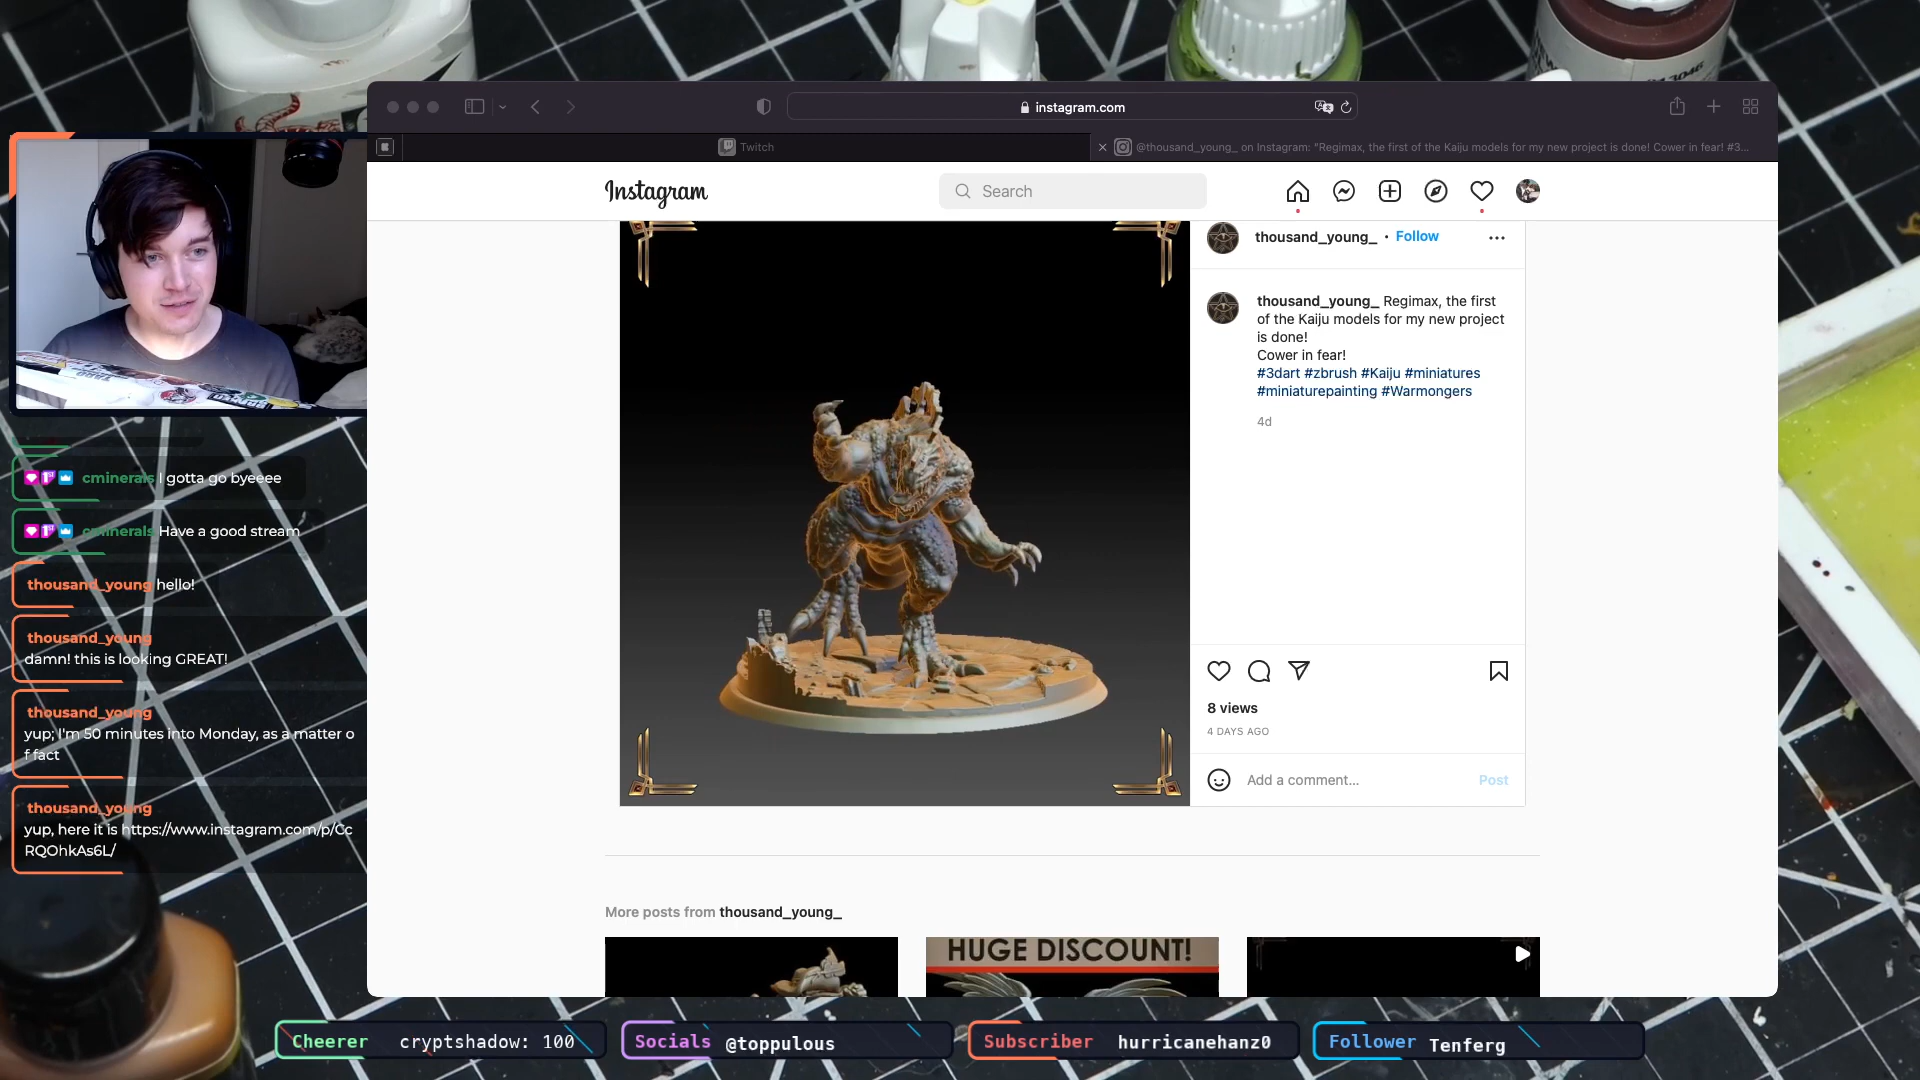 instagram.com
Twitch
@thousand_young_ on Instagram: "Regimax, the first of the Kaiju models for my new project is done! Cower in fear! #3...
Instagram
Search
thousand_young_ • Follow
thousand_young_ Regimax, the first
of the Kaiju models for my new project
is done!
Cower in fear!
#3dart #zbrush #Kaiju #miniatures
#miniaturepainting #Warmongers
4d
8 views
4 DAYS AGO
Add a comment...
Post
More posts from thousand_young_
HUGE DISCOUNT!
cminerals I gotta go byeeee
cminerals Have a good stream
thousand_young hello!
thousand_young
damn! this is looking GREAT!
thousand_young
yup; I'm 50 minutes into Monday, as a matter o
f fact
thousand_young
yup, here it is https://www.instagram.com/p/Cc
RQOhkAs6L/
Cheerer cryptshadow: 100
Socials @toppulous
Subscriber hurricanehanz0
Follower Tenferg